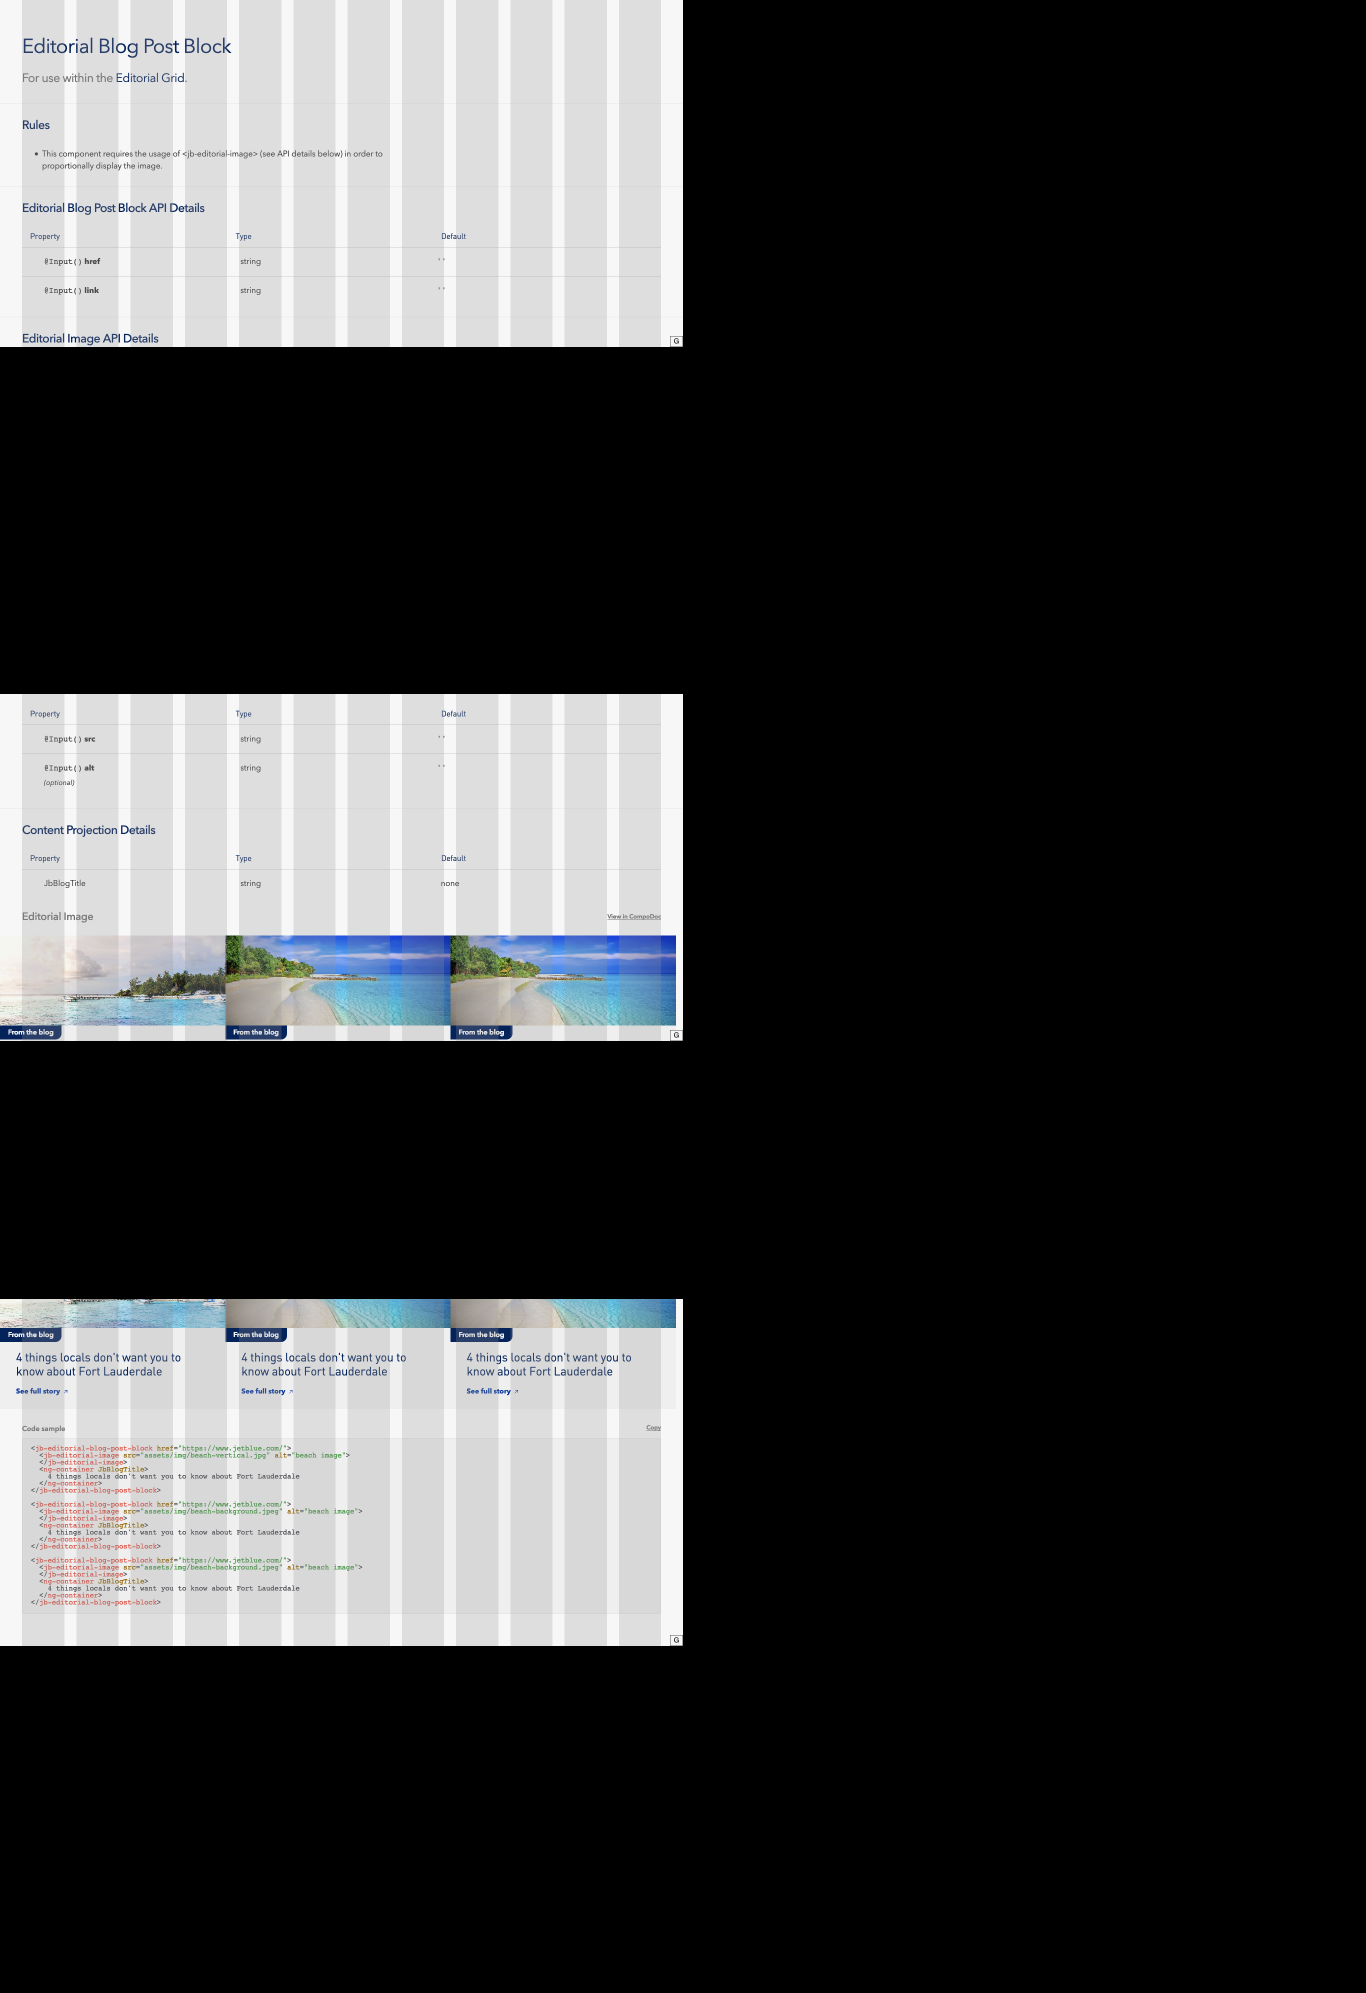 Editorial Blog Post Block
For use within the Editorial Grid.
Rules
• This component requires the usage of <jb-editorial-image> (see API details below) in order to
proportionally display the image.
Editorial Blog Post Block API Details
Property Type Default
@Input() href string ''
@Input() link string ''
Editorial Image API Details
G
Property Type Default
@Input() src string ''
@Input() alt string ''
(optional)
Content Projection Details
Property Type Default
JbBlogTitle string none
Editorial Image View in CompoDoc
From the blog From the blog From the blog
G
From the blog From the blog From the blog
4 things locals don't want you to 4 things locals don't want you to 4 things locals don't want you to
know about Fort Lauderdale know about Fort Lauderdale know about Fort Lauderdale
See full story ↗ See full story ↗ See full story ↗
Code sample Copy
<jb-editorial-blog-post-block href="https://www.jetblue.com/">
<jb-editorial-image src="assets/img/beach-vertical.jpg" alt="beach image">
</jb-editorial-image>
<ng-container JbBlogTitle>
4 things locals don't want you to know about Fort Lauderdale
</ng-container>
</jb-editorial-blog-post-block>
<jb-editorial-blog-post-block href="https://www.jetblue.com/">
<jb-editorial-image src="assets/img/beach-background.jpeg" alt="beach image">
</jb-editorial-image>
<ng-container JbBlogTitle>
4 things locals don't want you to know about Fort Lauderdale
</ng-container>
</jb-editorial-blog-post-block>
<jb-editorial-blog-post-block href="https://www.jetblue.com/">
<jb-editorial-image src="assets/img/beach-background.jpeg" alt="beach image">
</jb-editorial-image>
<ng-container JbBlogTitle>
4 things locals don't want you to know about Fort Lauderdale
</ng-container>
</jb-editorial-blog-post-block>
G